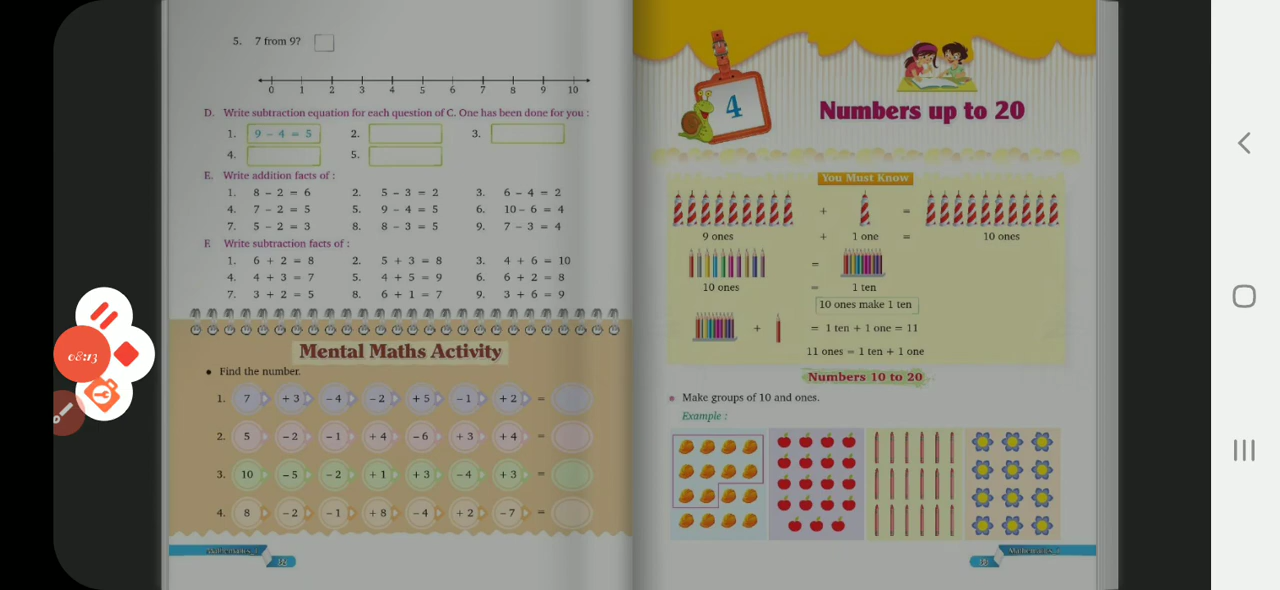 5. 7 from 9?
0 1 2 3 4 5 6 7 8 9 10
D. Write subtraction equation for each question of C. One has been done for you :
1. 9 - 4 = 5 2. 3.
4. 5.
E. Write addition facts of :
1. 8 - 2 = 6 2. 5 - 3 = 2 3. 6 - 4 = 2
4. 7 - 2 = 5 5. 9 - 4 = 5 6. 10 - 6 = 4
7. 5 - 2 = 3 8. 8 - 3 = 5 9. 7 - 3 = 4
F. Write subtraction facts of :
1. 6 + 2 = 8 2. 5 + 3 = 8 3. 4 + 6 = 10
4. 4 + 3 = 7 5. 4 + 5 = 9 6. 6 + 2 = 8
7. 3 + 2 = 5 8. 6 + 1 = 7 9. 3 + 6 = 9
Mental Maths Activity
• Find the number.
1. 7 + 3 - 4 - 2 + 5 - 1 + 2 =
2. 5 - 2 - 1 + 4 - 6 + 3 + 4 =
3. 10 - 5 - 2 + 1 + 3 - 4 + 3 =
4. 8 - 2 - 1 + 8 - 4 + 2 - 7 =
08:13
4
Numbers up to 20
You Must Know
+ =
9 ones + 1 one = 10 ones
=
10 ones = 1 ten
10 ones make 1 ten
+ = 1 ten + 1 one = 11
11 ones = 1 ten + 1 one
Numbers 10 to 20
• Make groups of 10 and ones.
Example :
Mathematics